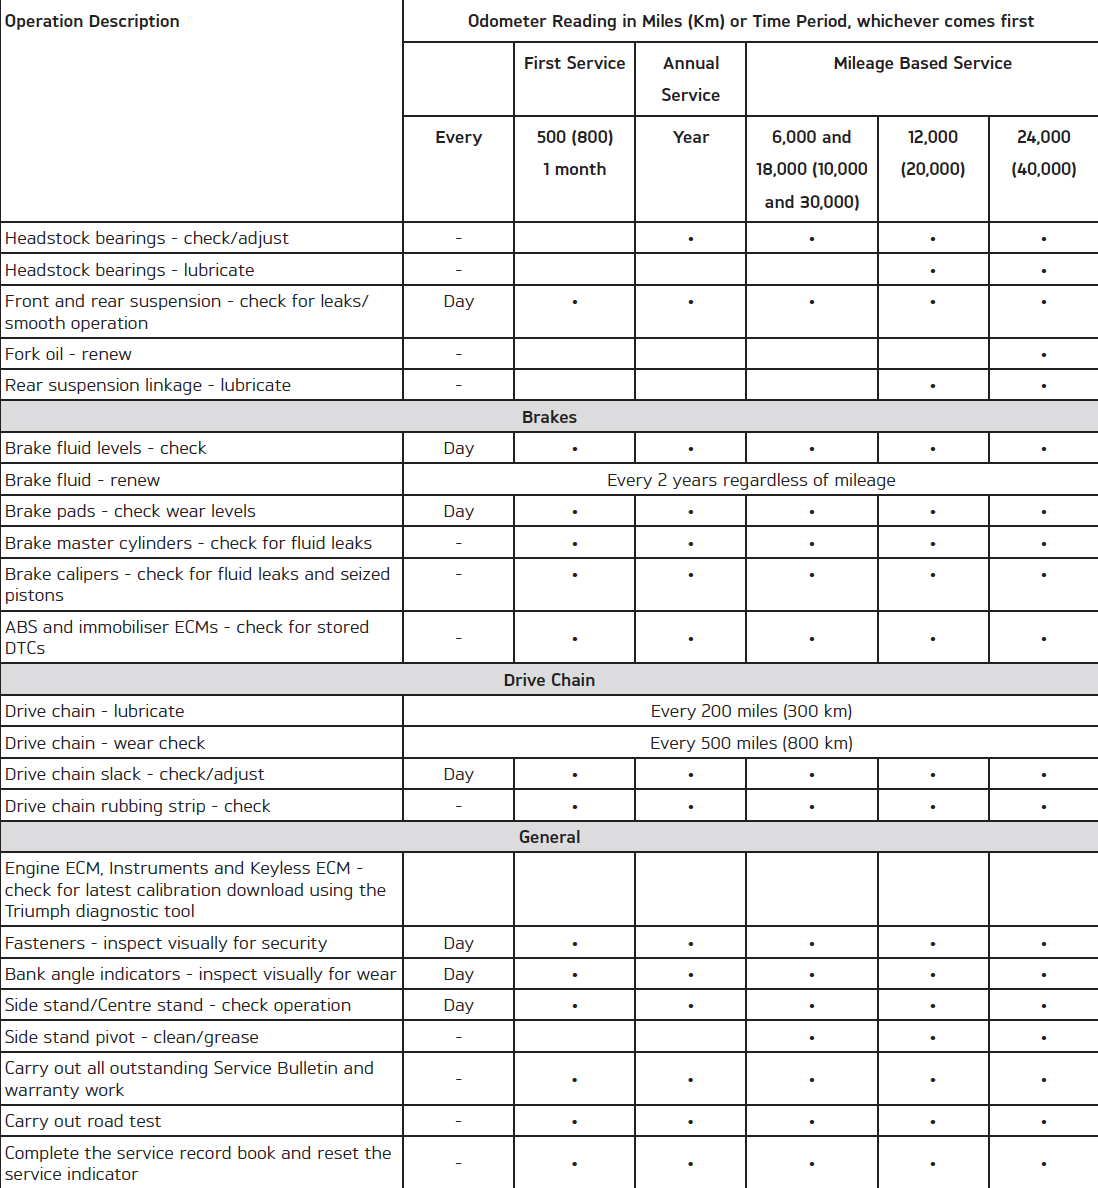 Operation Description
Odometer Reading in Miles (Km) or Time Period, whichever comes first
First Service
Annual
Service
Mileage Based Service
Every
500 (800)
1 month
Year
6,000 and
18,000 (10,000
and 30,000)
12,000
(20,000)
24,000
(40,000)
Headstock bearings - check/adjust - • • • •
Headstock bearings - lubricate - • •
Front and rear suspension - check for leaks/
smooth operation
Day • • • • •
Fork oil - renew - •
Rear suspension linkage - lubricate - • •
Brakes
Brake fluid levels - check Day • • • • •
Brake fluid - renew Every 2 years regardless of mileage
Brake pads - check wear levels Day • • • • •
Brake master cylinders - check for fluid leaks - • • • • •
Brake calipers - check for fluid leaks and seized
pistons
- • • • • •
ABS and immobiliser ECMs - check for stored
DTCs
- • • • • •
Drive Chain
Drive chain - lubricate Every 200 miles (300 km)
Drive chain - wear check Every 500 miles (800 km)
Drive chain slack - check/adjust Day • • • • •
Drive chain rubbing strip - check - • • • • •
General
Engine ECM, Instruments and Keyless ECM -
check for latest calibration download using the
Triumph diagnostic tool
Fasteners - inspect visually for security Day • • • • •
Bank angle indicators - inspect visually for wear Day • • • • •
Side stand/Centre stand - check operation Day • • • • •
Side stand pivot - clean/grease - • • •
Carry out all outstanding Service Bulletin and
warranty work
- • • • • •
Carry out road test - • • • • •
Complete the service record book and reset the
service indicator
- • • • • •